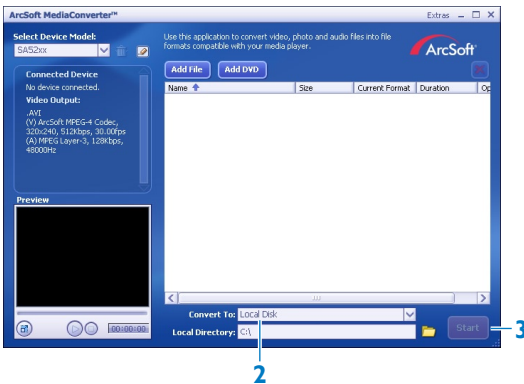 ArcSoft MediaConverter™
Extras
Select Device Model:
SA52xx
Connected Device
No device connected.
Video Output:
.AVI
(V) ArcSoft MPEG-4 Codec,
320x240, 512Kbps, 30.00fps
(A) MPEG Layer-3, 128Kbps,
48000Hz
Preview
00:00:00
Use this application to convert video, photo and audio files into file
formats compatible with your media player.
ArcSoft
Add File
Add DVD
Name
Size
Current Format
Duration
Op
Convert To: Local Disk
Local Directory: C:\
Start
3
2